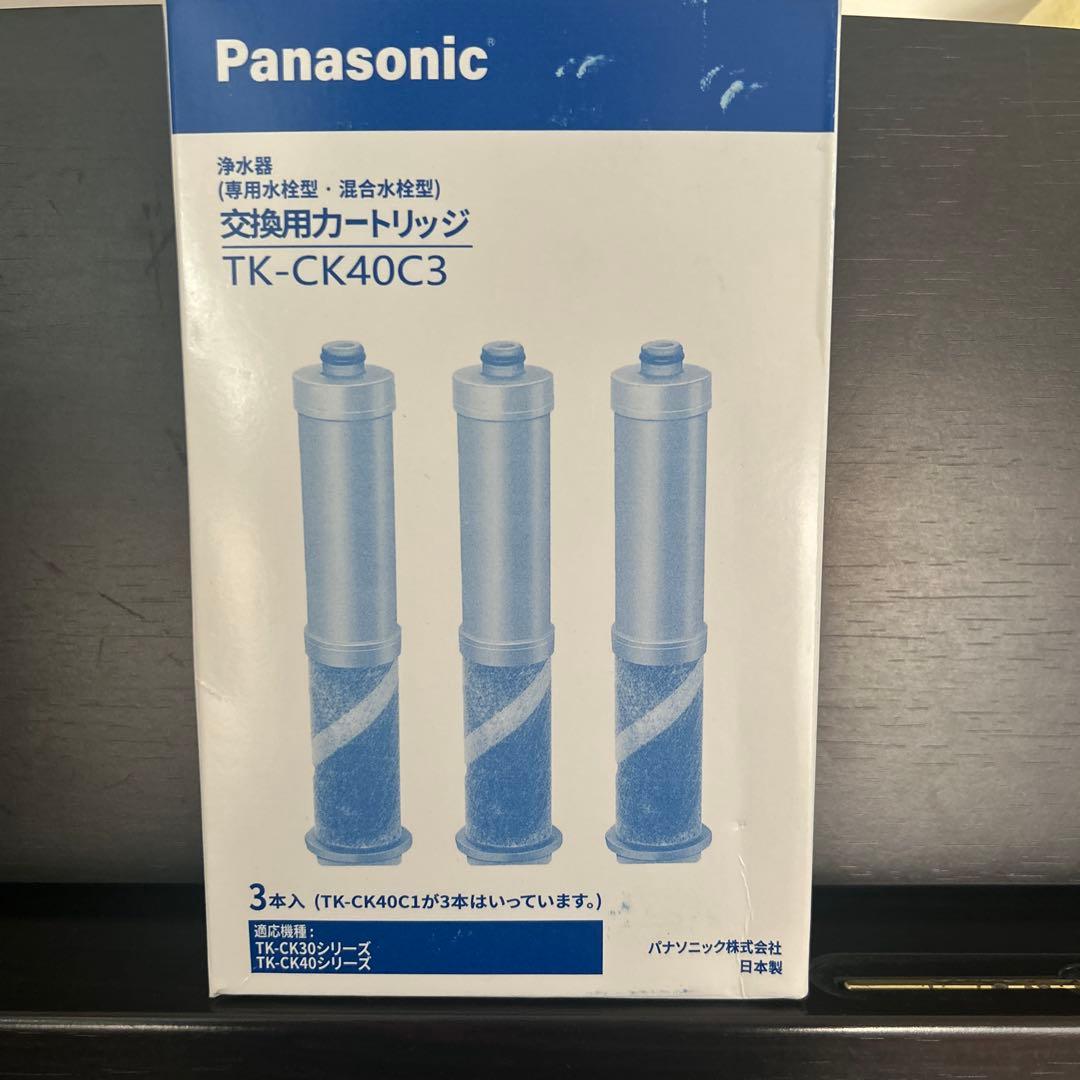 Panasonic®
浄水器
(専用水栓型・混合水栓型)
交換用カートリッジ
TK-CK40C3
3本入 (TK-CK40C1が3本はいっています。)
適応機種:
TK-CK30シリーズ
TK-CK40シリーズ
パナソニック株式会社
日本製